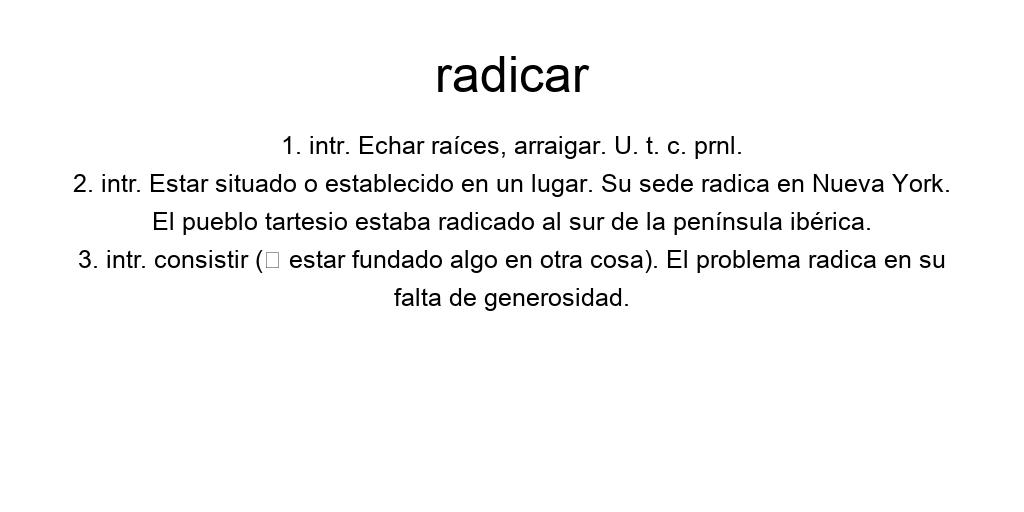 radicar
1. intr. Echar raíces, arraigar. U. t. c. prnl.
2. intr. Estar situado o establecido en un lugar. Su sede radica en Nueva York.
El pueblo tartesio estaba radicado al sur de la península ibérica.
3. intr. consistir (□ estar fundado algo en otra cosa). El problema radica en su
falta de generosidad.